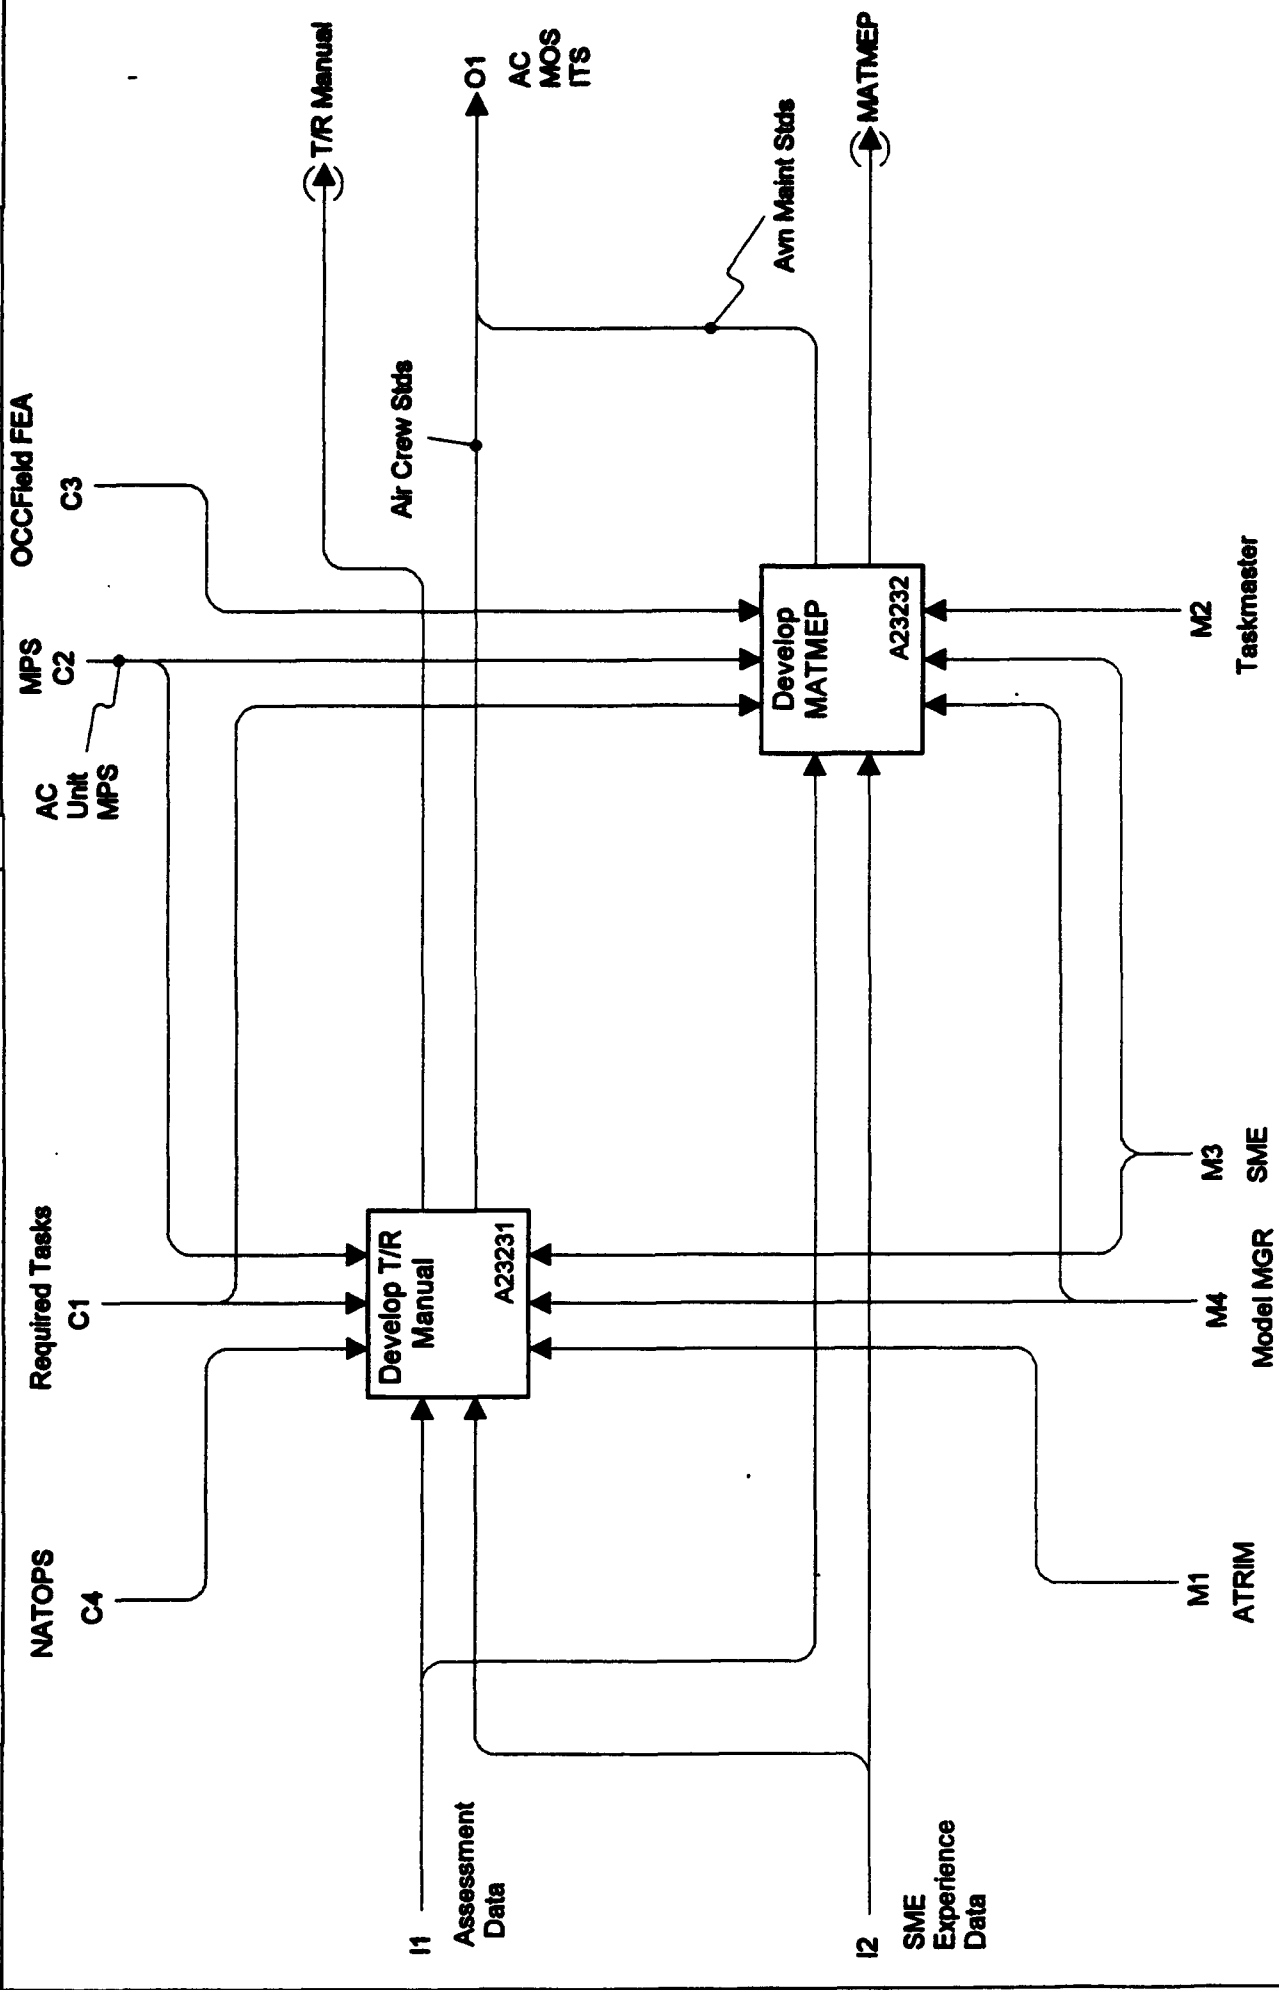 NATOPS
C4
Required Tasks
C1
MPS
C2
OCCField FEA
C3
AC
Unit
MPS
T/R Manual
O1
AC
MOS
ITS
Air Crew Stds
Develop T/R
Manual
A23231
I1
Assessment
Data
Develop
MATMEP
A23232
Avn Maint Stds
MATMEP
I2
SME
Experience
Data
M1
ATRIM
M4
Model MGR
M3
SME
M2
Taskmaster